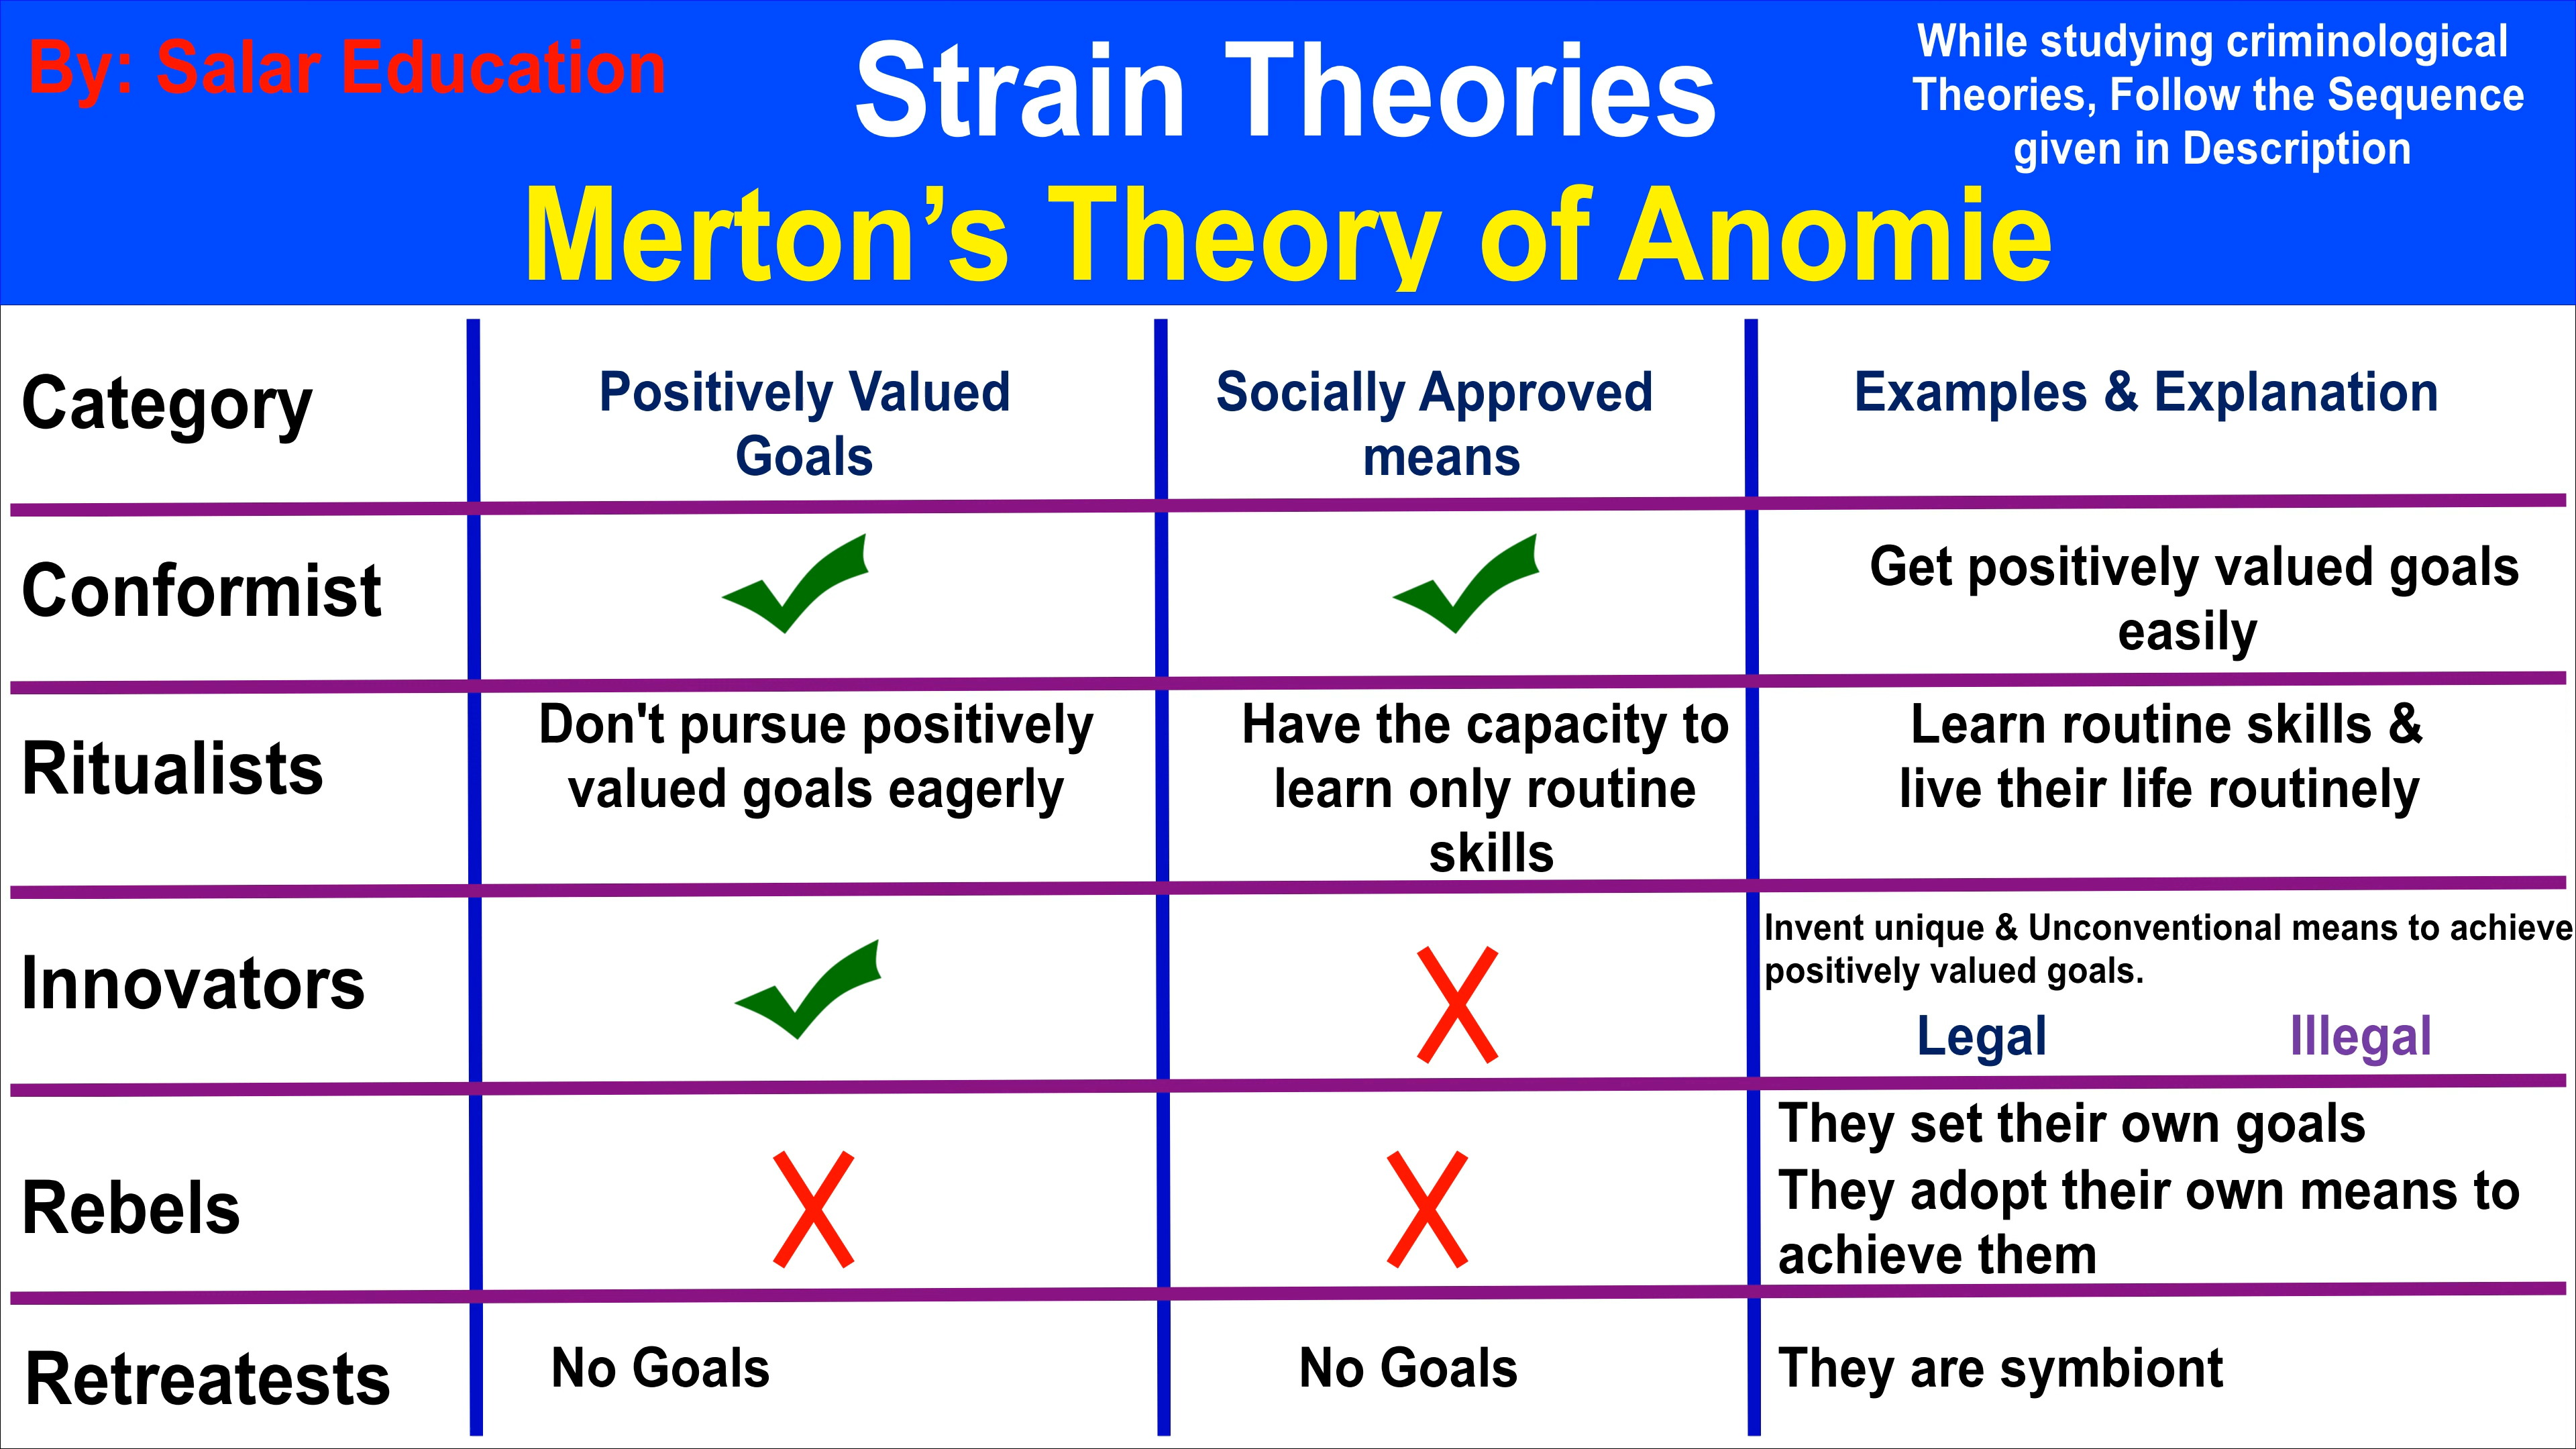 By: Salar Education
Strain Theories
Merton’s Theory of Anomie
While studying criminological
Theories, Follow the Sequence
given in Description
Category
Positively Valued
Goals
Socially Approved
means
Examples & Explanation
Conformist
Get positively valued goals
easily
Ritualists
Don't pursue positively
valued goals eagerly
Have the capacity to
learn only routine
skills
Learn routine skills &
live their life routinely
Innovators
Invent unique & Unconventional means to achieve
positively valued goals.
Legal
Illegal
Rebels
They set their own goals
They adopt their own means to
achieve them
Retreatests
No Goals
No Goals
They are symbiont